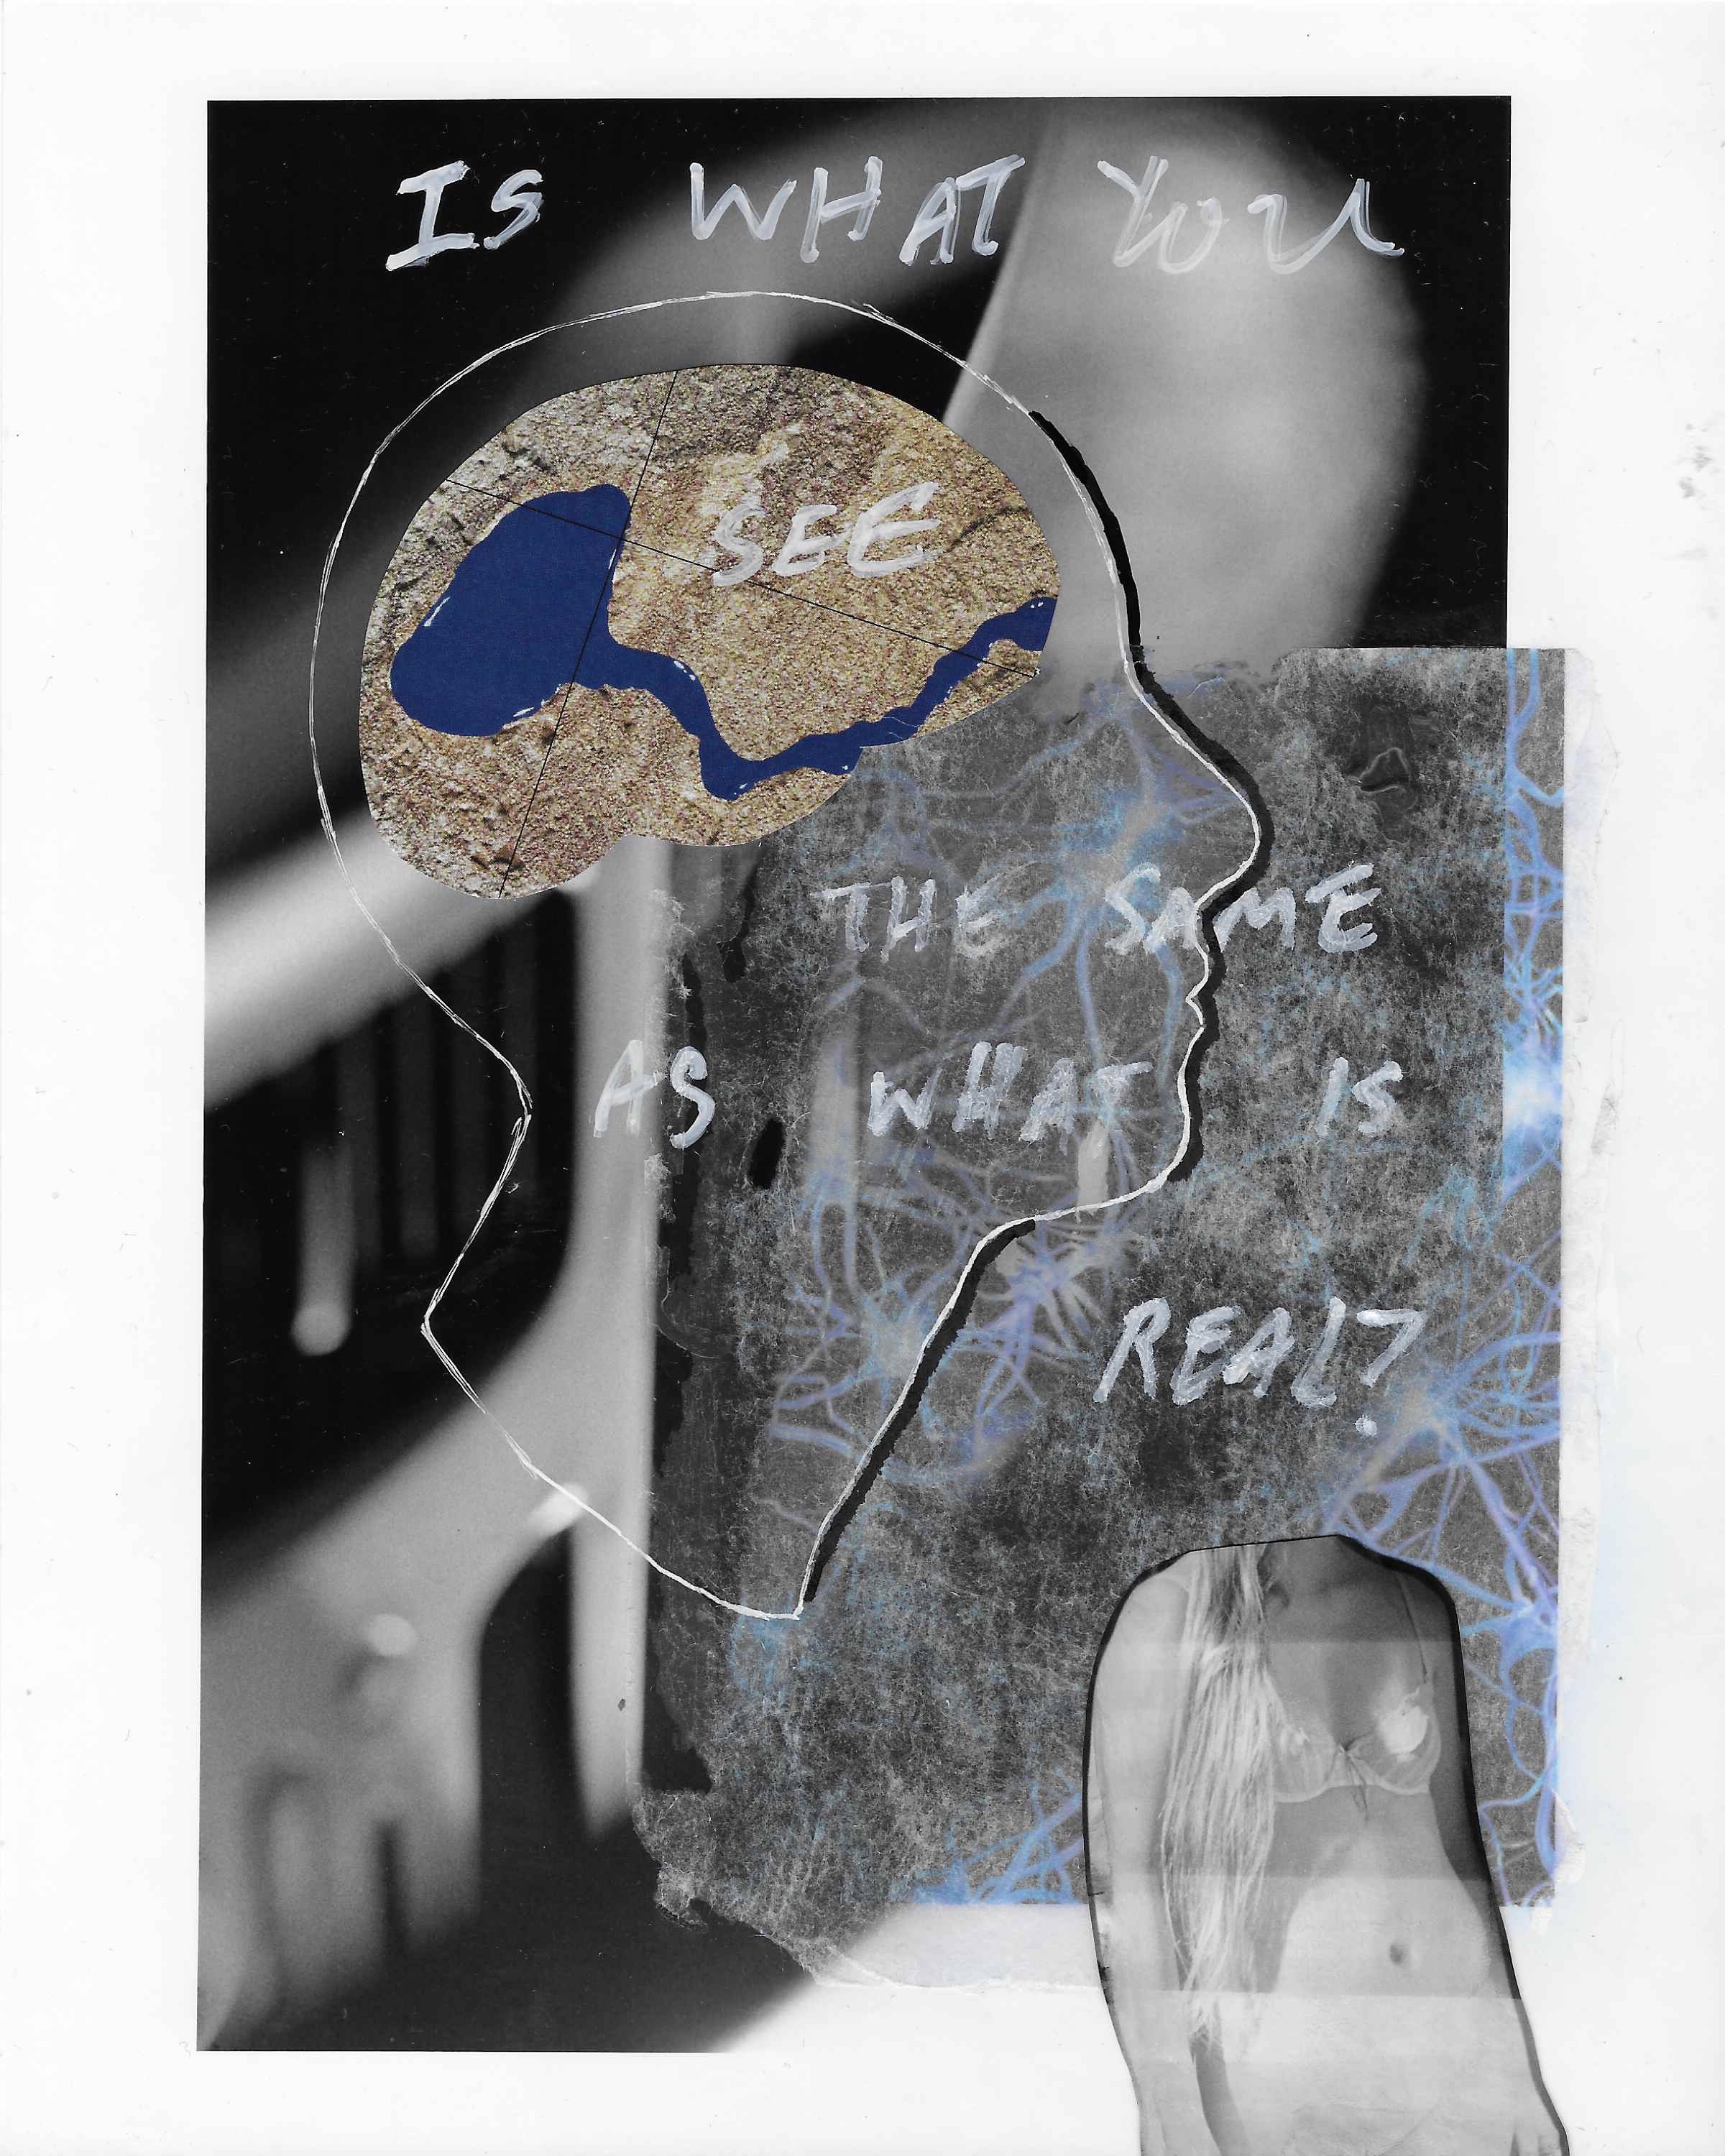 IS WHAT YOU
SEE
THE SAME
AS WHAT IS
REAL?